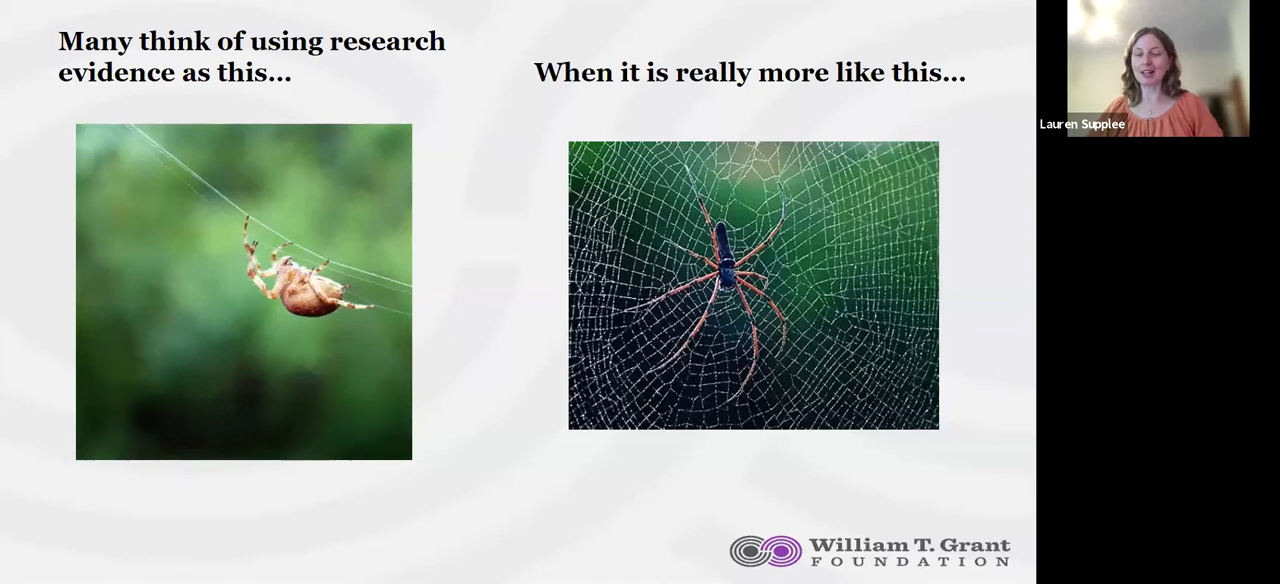 Many think of using research
evidence as this...
When it is really more like this...
Lauren Supplee
William T. Grant
FOUNDATION